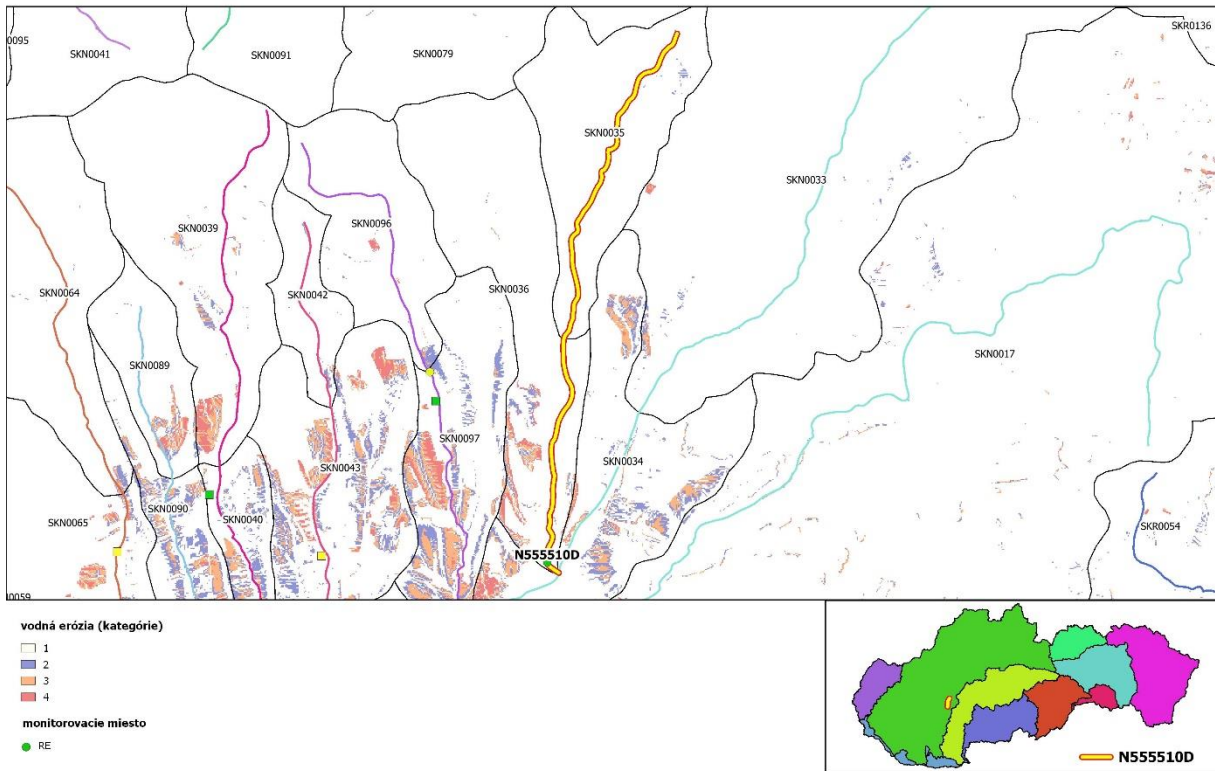 0095
SKN0041
SKN0091
SKN0079
SKR0136
SKN0035
SKN0033
SKN0039
SKN0096
SKN0064
SKN0042
SKN0036
SKN0017
SKN0089
SKN0097
SKN0034
SKN0043
SKN0090
SKN0040
SKN0065
SKR0054
N555510D
0059
vodná erózia (kategórie)
1
2
3
4
monitorovacie miesto
RE
N555510D